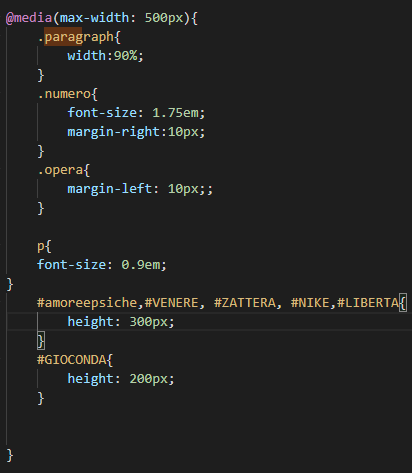 @media(max-width: 500px){
.paragraph{
width:90%;
}
.numero{
font-size: 1.75em;
margin-right:10px;
}
.opera{
margin-left: 10px;;
}
p{
font-size: 0.9em;
}
#amoreepsiche,#VENERE, #ZATTERA, #NIKE,#LIBERTA{
height: 300px;
}
#GIOCONDA{
height: 200px;
}
}